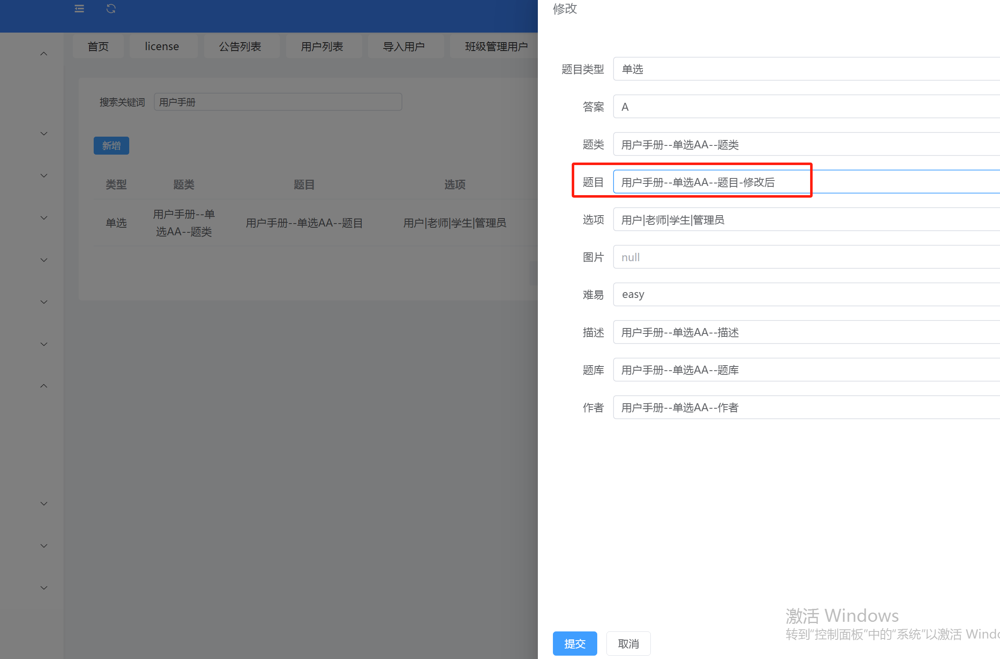 修改
首页 license 公告列表 用户列表 导入用户 班级管理用户
搜索关键词 用户手册
新增
类型 题类 题目 选项
单选 用户手册--单选AA--题类 用户手册--单选AA--题目 用户|老师|学生|管理员
题目类型 单选
答案 A
题类 用户手册--单选AA--题类
题目 用户手册--单选AA--题目-修改后
选项 用户|老师|学生|管理员
图片 null
难易 easy
描述 用户手册--单选AA--描述
题库 用户手册--单选AA--题库
作者 用户手册--单选AA--作者
激活 Windows
转到“控制面板”中的“系统”以激活
提交 取消